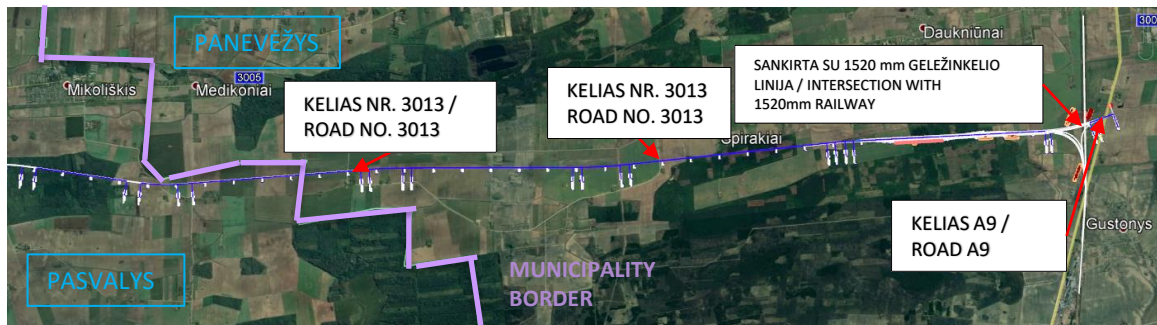 PANEVĖŽYS
Daukniūnai
300
3005
Mikoliškis
Medikoniai
KELIAS NR. 3013 /
ROAD NO. 3013
KELIAS NR. 3013
ROAD NO. 3013
SANKIRTA SU 1520 mm GELEŽINKELIO
LINIJA / INTERSECTION WITH
1520mm RAILWAY
Spirakiai
KELIAS A9 /
ROAD A9
Gustonys
PASVALYS
MUNICIPALITY
BORDER